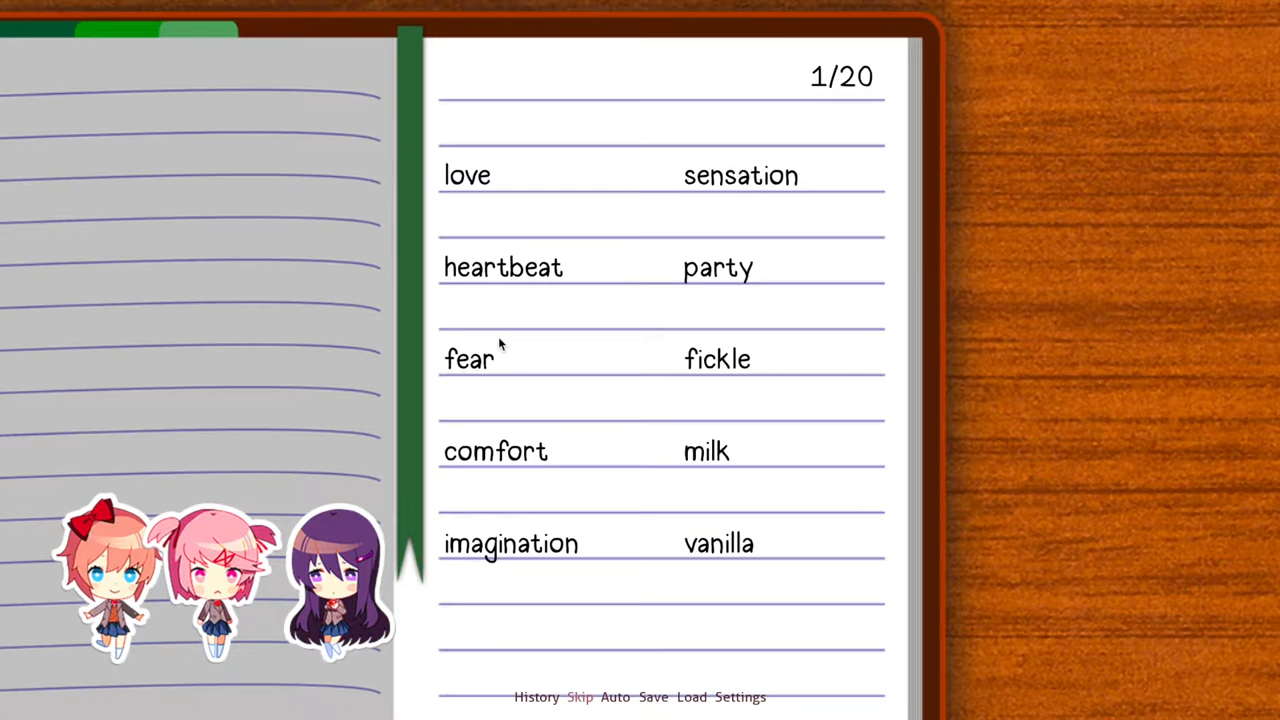 1/20
love sensation
heartbeat party
fear fickle
comfort milk
imagination vanilla
History Skip Auto Save Load Settings